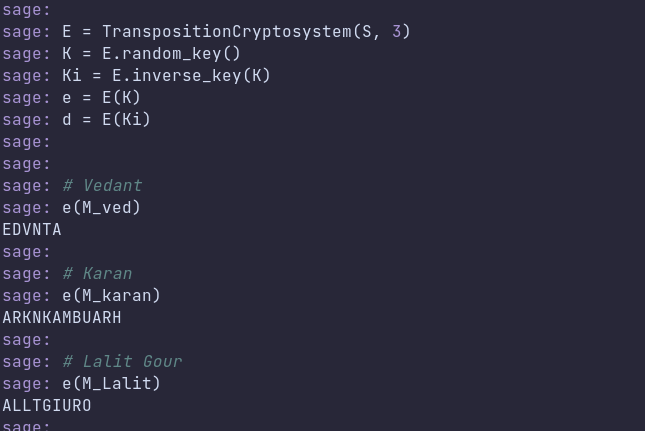 sage:
sage: E = TranspositionCryptosystem(S, 3)
sage: K = E.random_key()
sage: Ki = E.inverse_key(K)
sage: e = E(K)
sage: d = E(Ki)
sage:
sage:
sage: # Vedant
sage: e(M_ved)
EDVNTA
sage:
sage: # Karan
sage: e(M_karan)
ARKNKAMBUARH
sage:
sage: # Lalit Gour
sage: e(M_Lalit)
ALLTGIURO
sage: